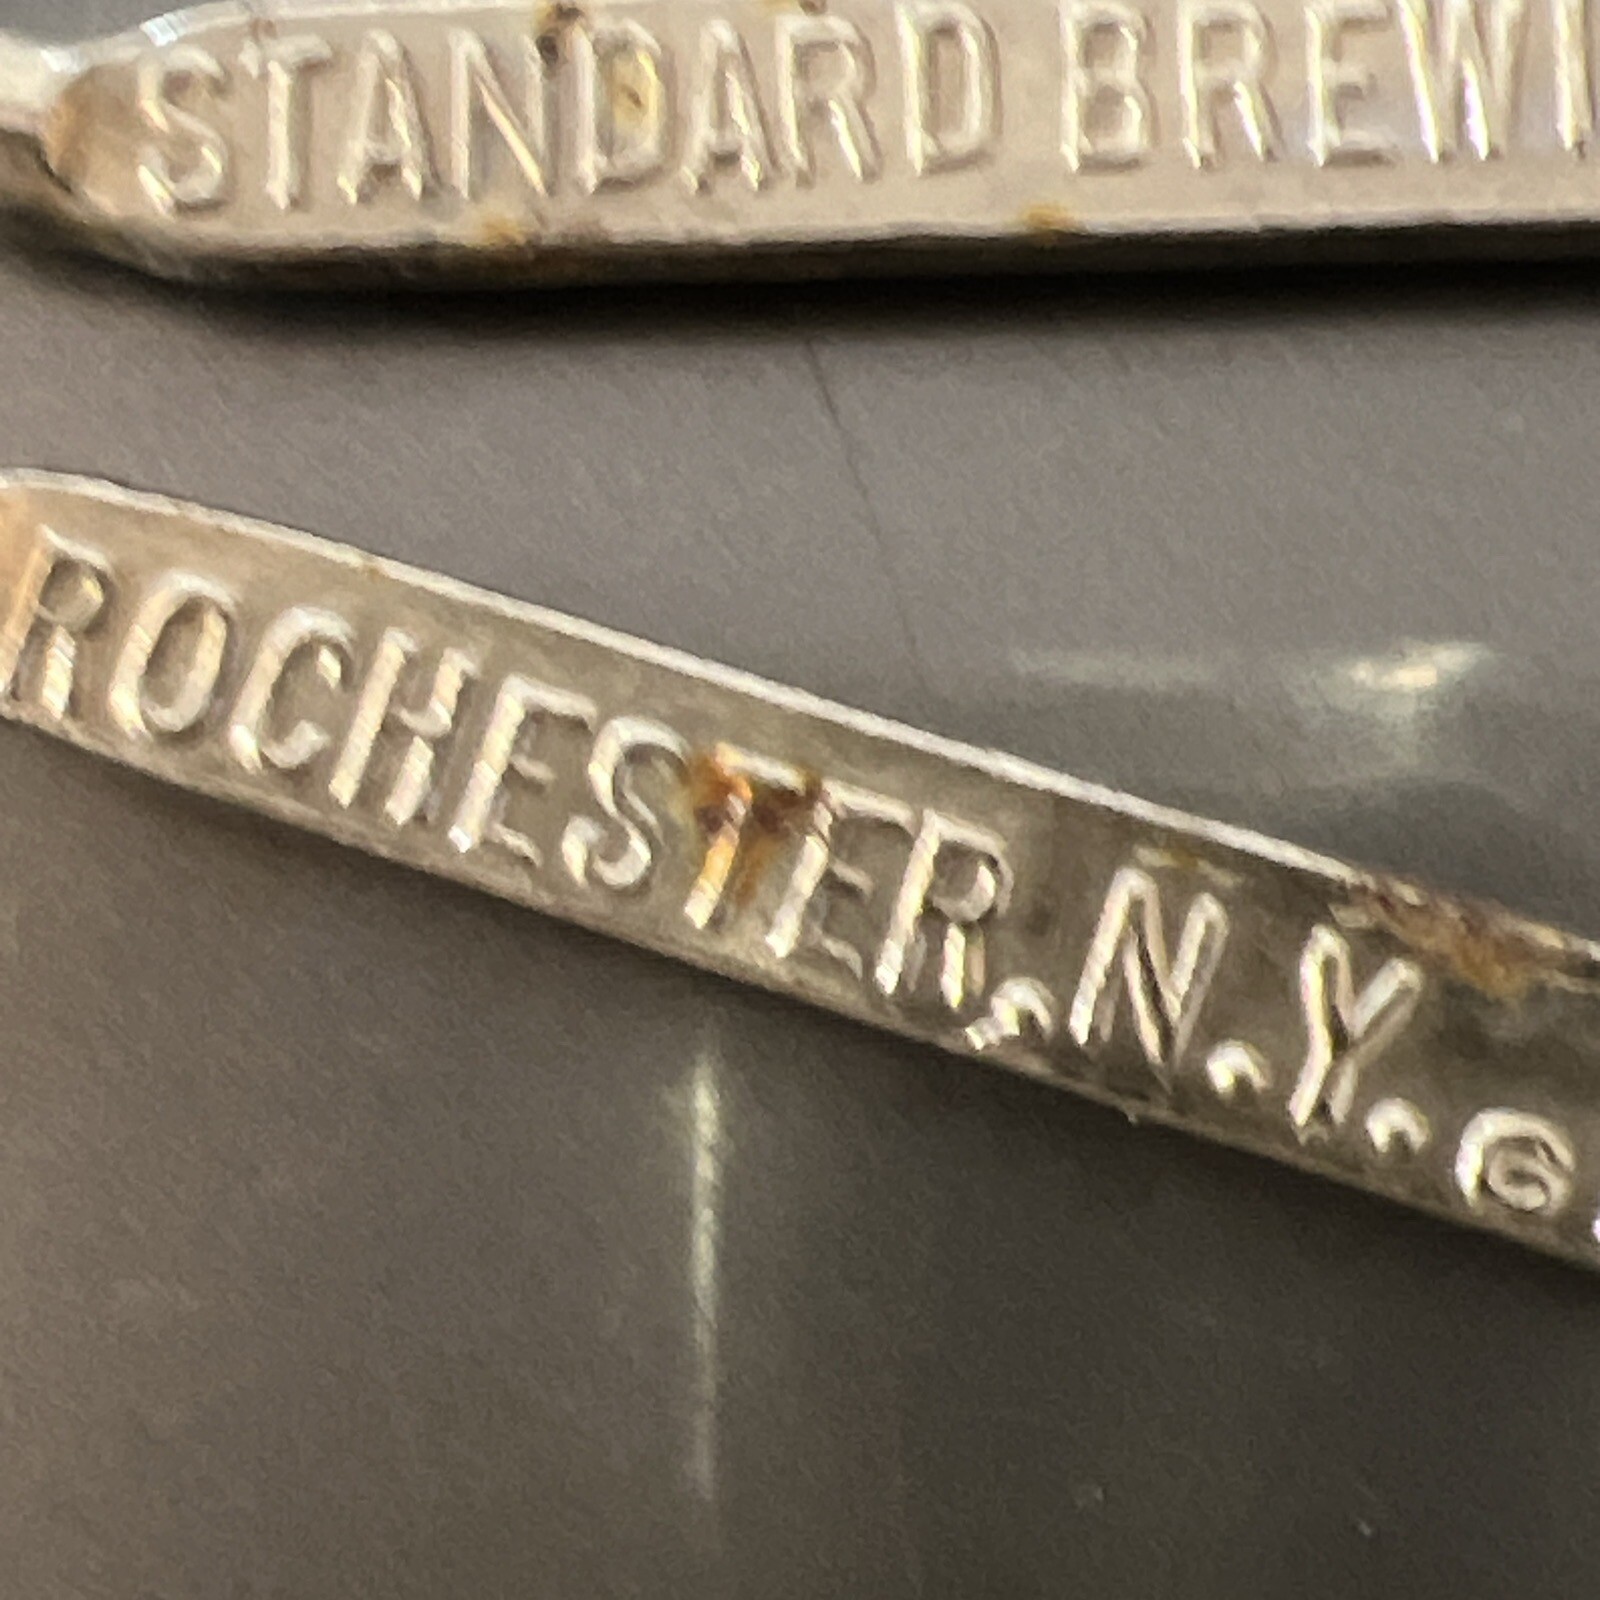 STANDARD BREWI
ROCHESTER, N.Y. G.